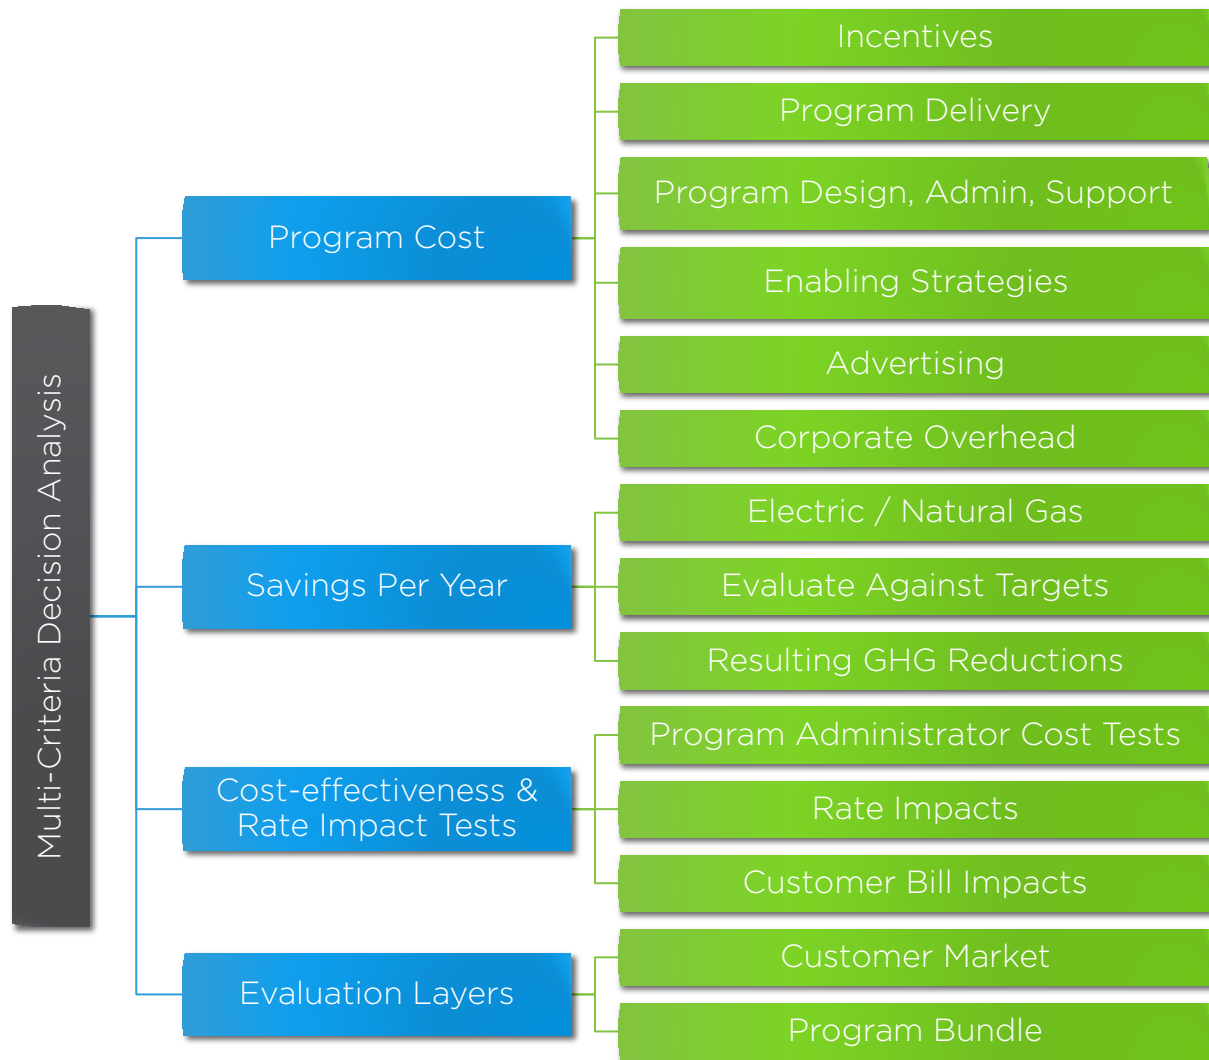 Multi-Criteria Decision Analysis
Program Cost
Incentives
Program Delivery
Program Design, Admin, Support
Enabling Strategies
Advertising
Corporate Overhead
Savings Per Year
Electric / Natural Gas
Evaluate Against Targets
Resulting GHG Reductions
Cost-effectiveness &
Rate Impact Tests
Program Administrator Cost Tests
Rate Impacts
Customer Bill Impacts
Evaluation Layers
Customer Market
Program Bundle